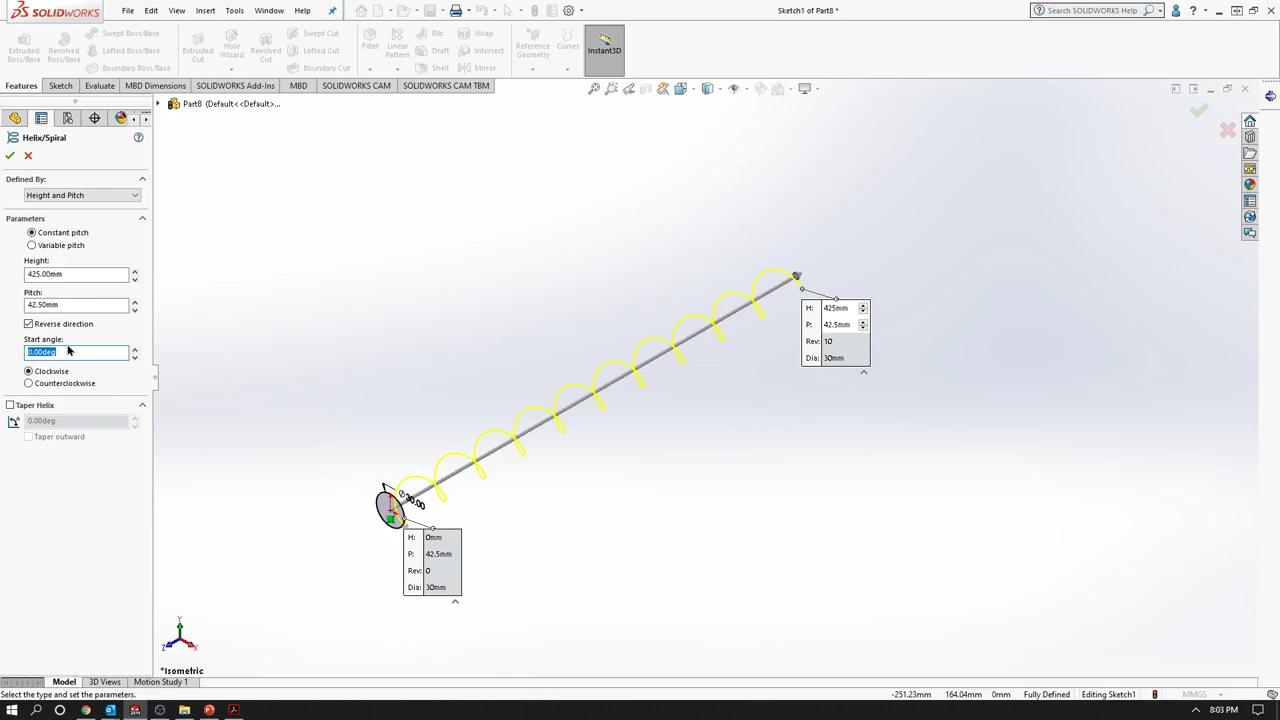 SOLIDWORKS
File Edit View Insert Tools Window Help
Sketch1 of Part8 *
Search SOLIDWORKS Help
Extruded Boss/Base
Revolved Boss/Base
Swept Boss/Base
Lofted Boss/Base
Boundary Boss/Base
Extruded Cut
Hole Wizard
Revolved Cut
Swept Cut
Lofted Cut
Boundary Cut
Fillet
Linear Pattern
Rib
Draft
Shell
Wrap
Intersect
Mirror
Reference Geometry
Curves
Instant3D
Features Sketch Evaluate MBD Dimensions SOLIDWORKS Add-Ins MBD SOLIDWORKS CAM SOLIDWORKS CAM TBM
Part8 (Default<<Default>...
Helix/Spiral
Defined By:
Height and Pitch
Parameters
Constant pitch
Variable pitch
Height:
425.00mm
Pitch:
42.50mm
Reverse direction
Start angle:
0.00deg
Clockwise
Counterclockwise
Taper Helix
0.00deg
Taper outward
H: 425mm
P: 42.5mm
Rev: 10
Dia: 30mm
Ø30.00
H: 0mm
P: 42.5mm
Rev: 0
Dia: 30mm
Y
Z X
*Isometric
Model 3D Views Motion Study 1
Select the type and set the parameters.
-251.23mm 164.04mm 0mm Fully Defined Editing Sketch1 MMGS
8:03 PM